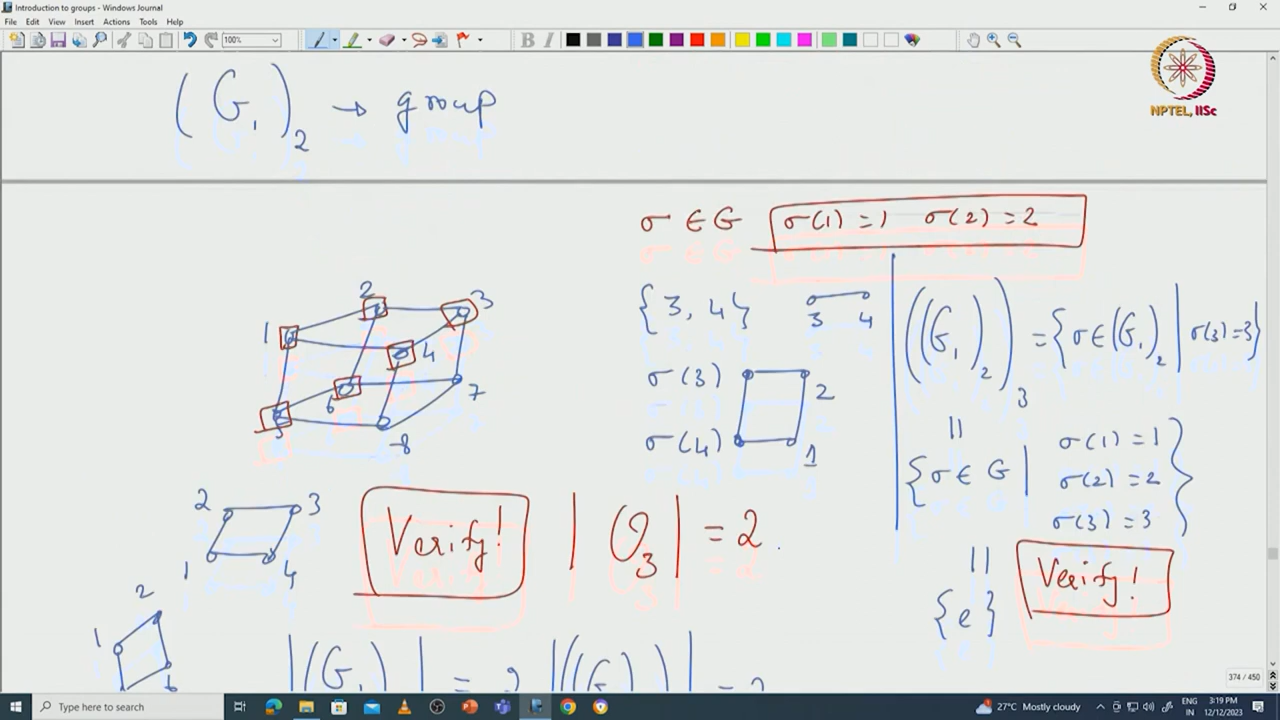 Introduction to groups - Windows Journal
File Edit View Insert Actions Tools Help
100%
B I
NPTEL, IISc
(G₁)₂ → group
σ ∈ G σ(1) = 1 σ(2) = 2
{3, 4}
3 4
((G₁)₂)₃ = {σ ∈ (G₁)₂ | σ(3) = 3}
1 2 3 4 5 6 7 8
σ(3)
σ(4)
2
1
||
{σ ∈ G | σ(1) = 1
σ(2) = 2
σ(3) = 3}
||
{e}
Verify!
2 3
1 4
Verify!
|O₃| = 2
2
1
6
|(G₁)
374 / 450
Type here to search
27°C Mostly cloudy
ENG
IN
3:19 PM
12/12/2023